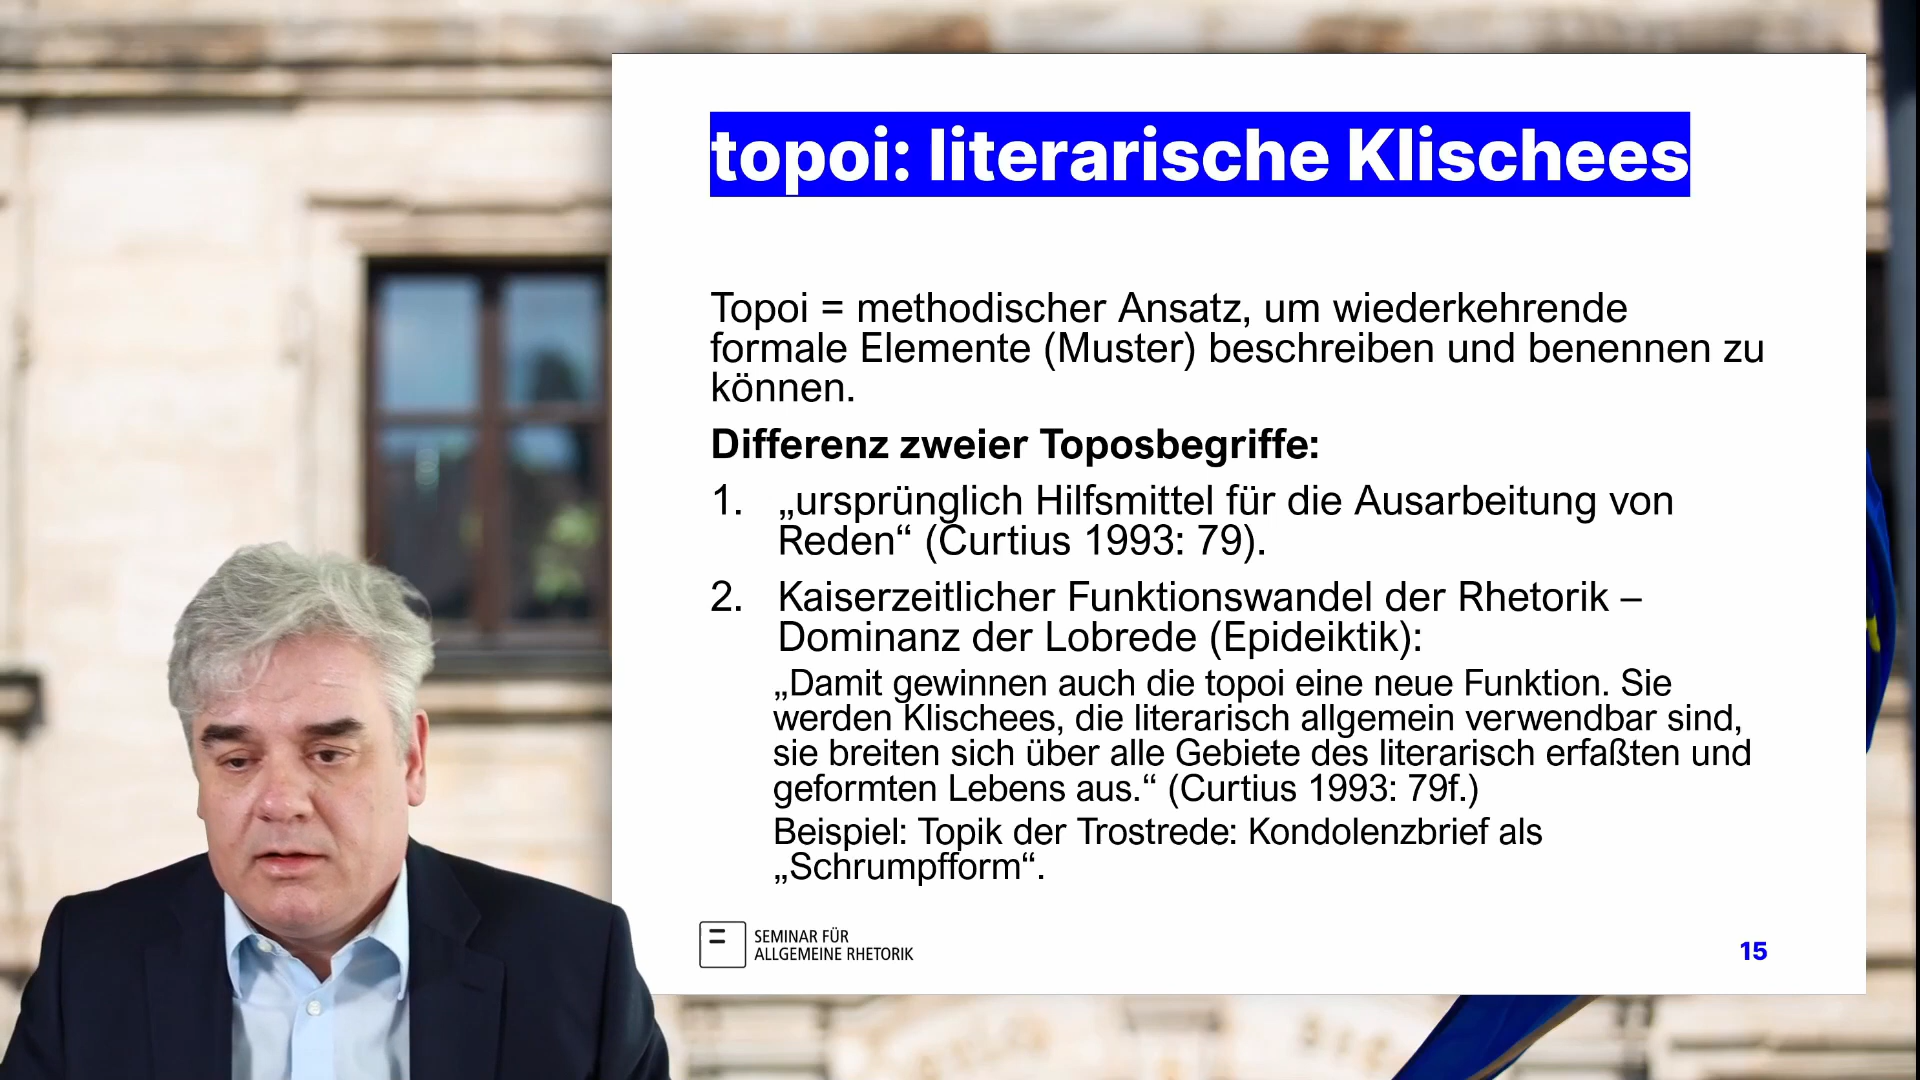 topoi: literarische Klischees
Topoi = methodischer Ansatz, um wiederkehrende
formale Elemente (Muster) beschreiben und benennen zu
können.
Differenz zweier Toposbegriffe:
1. „ursprünglich Hilfsmittel für die Ausarbeitung von
Reden“ (Curtius 1993: 79).
2. Kaiserzeitlicher Funktionswandel der Rhetorik –
Dominanz der Lobrede (Epideiktik):
„Damit gewinnen auch die topoi eine neue Funktion. Sie
werden Klischees, die literarisch allgemein verwendbar sind,
sie breiten sich über alle Gebiete des literarisch erfaßten und
geformten Lebens aus.“ (Curtius 1993: 79f.)
Beispiel: Topik der Trostrede: Kondolenzbrief als
„Schrumpfform“.
SEMINAR FÜR
ALLGEMEINE RHETORIK
15